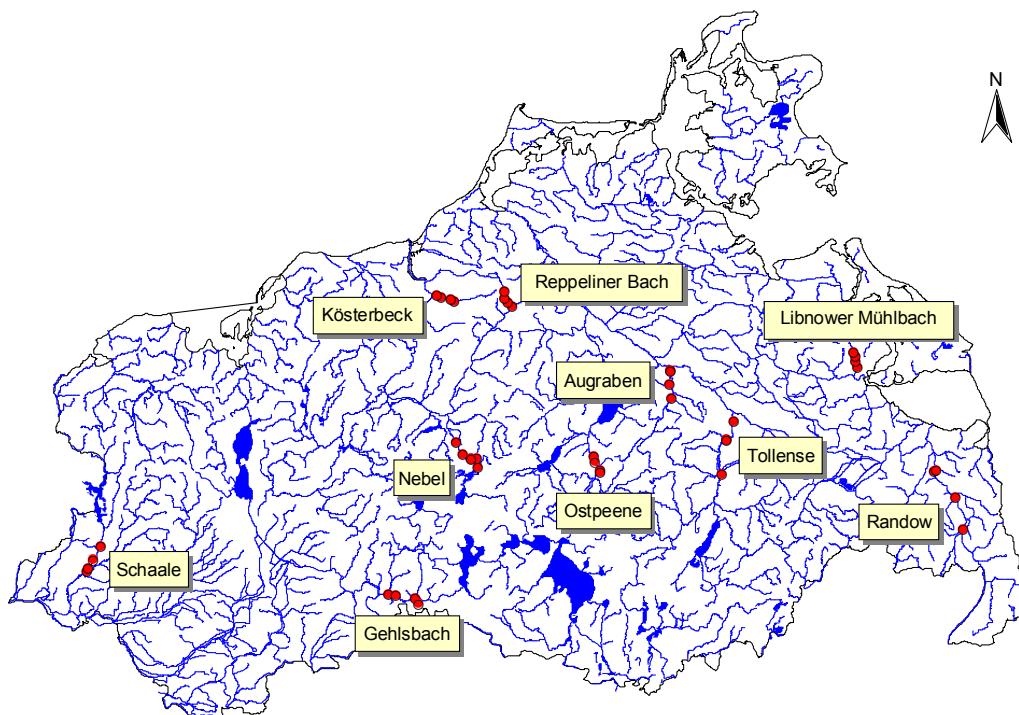 N
Reppeliner Bach
Kösterbeck
Libnower Mühlbach
Augraben
Tollense
Nebel
Ostpeene
Randow
Schaale
Gehlsbach